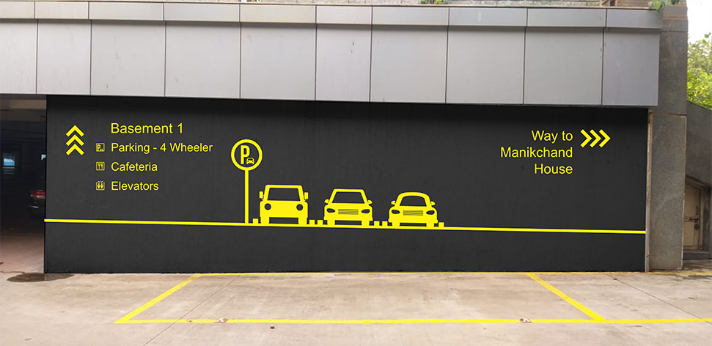 Basement 1
Parking - 4 Wheeler
Cafeteria
Elevators
P
Way to
Manikchand
House